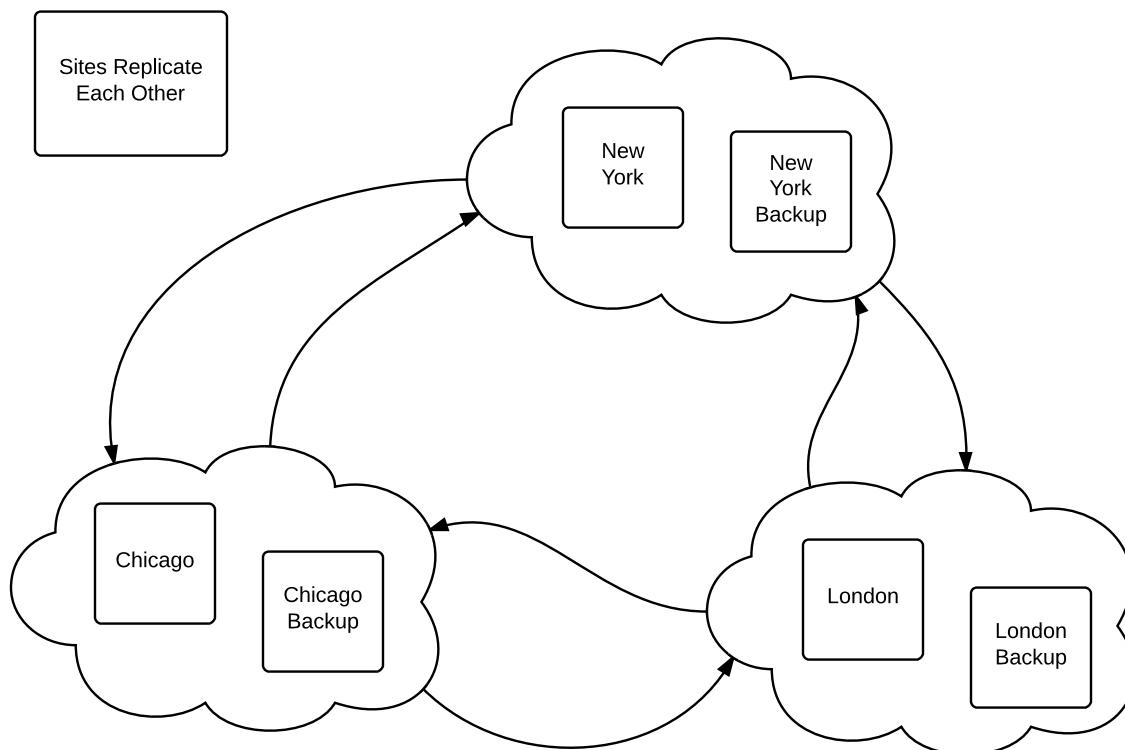 Sites Replicate
Each Other
New
York
New
York
Backup
Chicago
Chicago
Backup
London
London
Backup